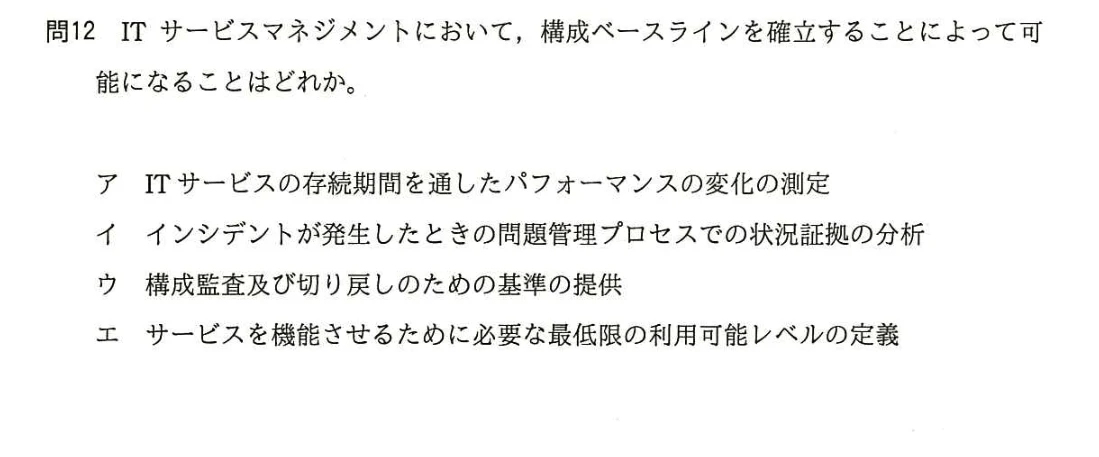 問12 IT サービスマネジメントにおいて，構成ベースラインを確立することによって可
能になることはどれか。
ア IT サービスの存続期間を通したパフォーマンスの変化の測定
イ インシデントが発生したときの問題管理プロセスでの状況証拠の分析
ウ 構成監査及び切り戻しのための基準の提供
エ サービスを機能させるために必要な最低限の利用可能レベルの定義